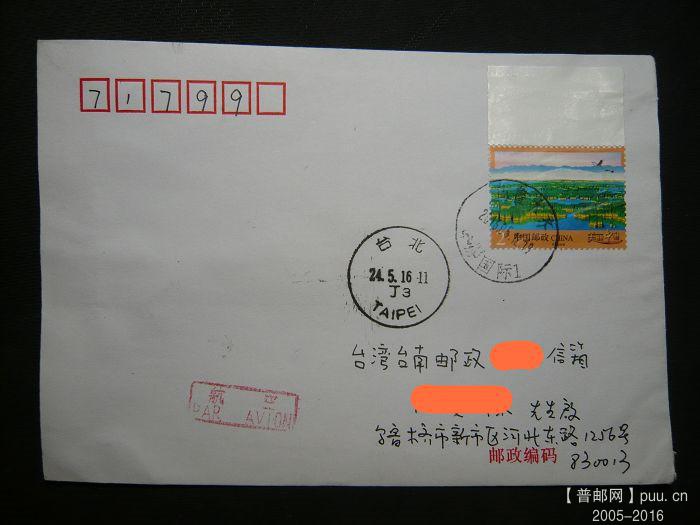 71799
中国邮政 CHINA
国际1
台北
24.5.16.11
J3
TAIPEI
台湾台南邮政 信箱
先生啟
航空
PAR AVION
乌鲁木齐市新市区河北东路1256号
邮政编码 830013
【普邮网】puu.cn
2005-2016